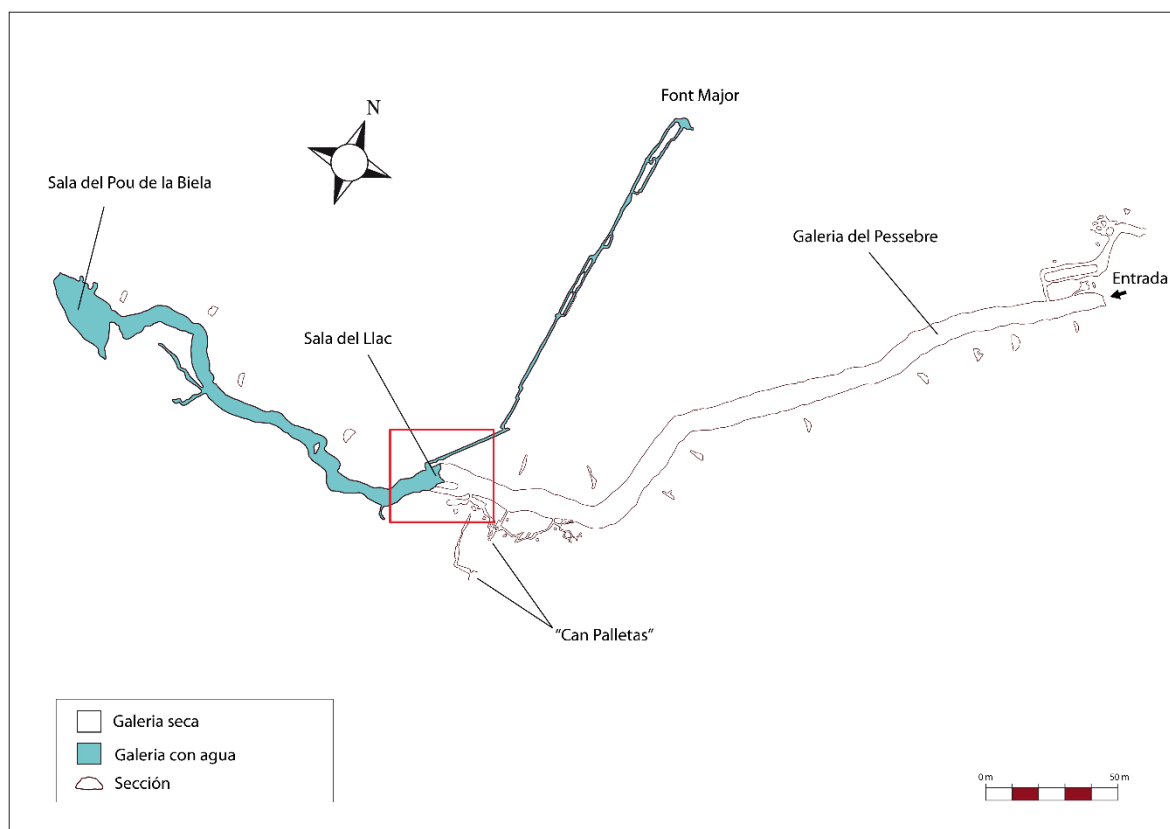 Font Major
N
Sala del Pou de la Biela
Galeria del Pessebre
Entrada
Sala del Llac
"Can Palletas"
Galeria seca
Galeria con agua
Sección
0 m
50 m